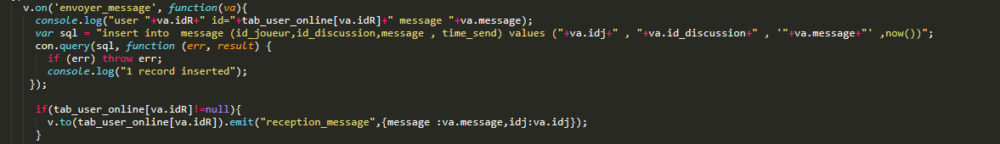 v.on('envoyer_message', function(va){
console.log("user "+va.idR+" id="+tab_user_online[va.idR]+" message "+va.message);
var sql = "insert into  message (id_joueur,id_discussion,message , time_send) values ("+va.idj+" , "+va.id_discussion+" , '"+va.message+"' ,now())";
con.query(sql, function (err, result) {
if (err) throw err;
console.log("1 record inserted");
});
if(tab_user_online[va.idR]!=null){
v.to(tab_user_online[va.idR]).emit("reception_message",{message :va.message,idj:va.idj});
}